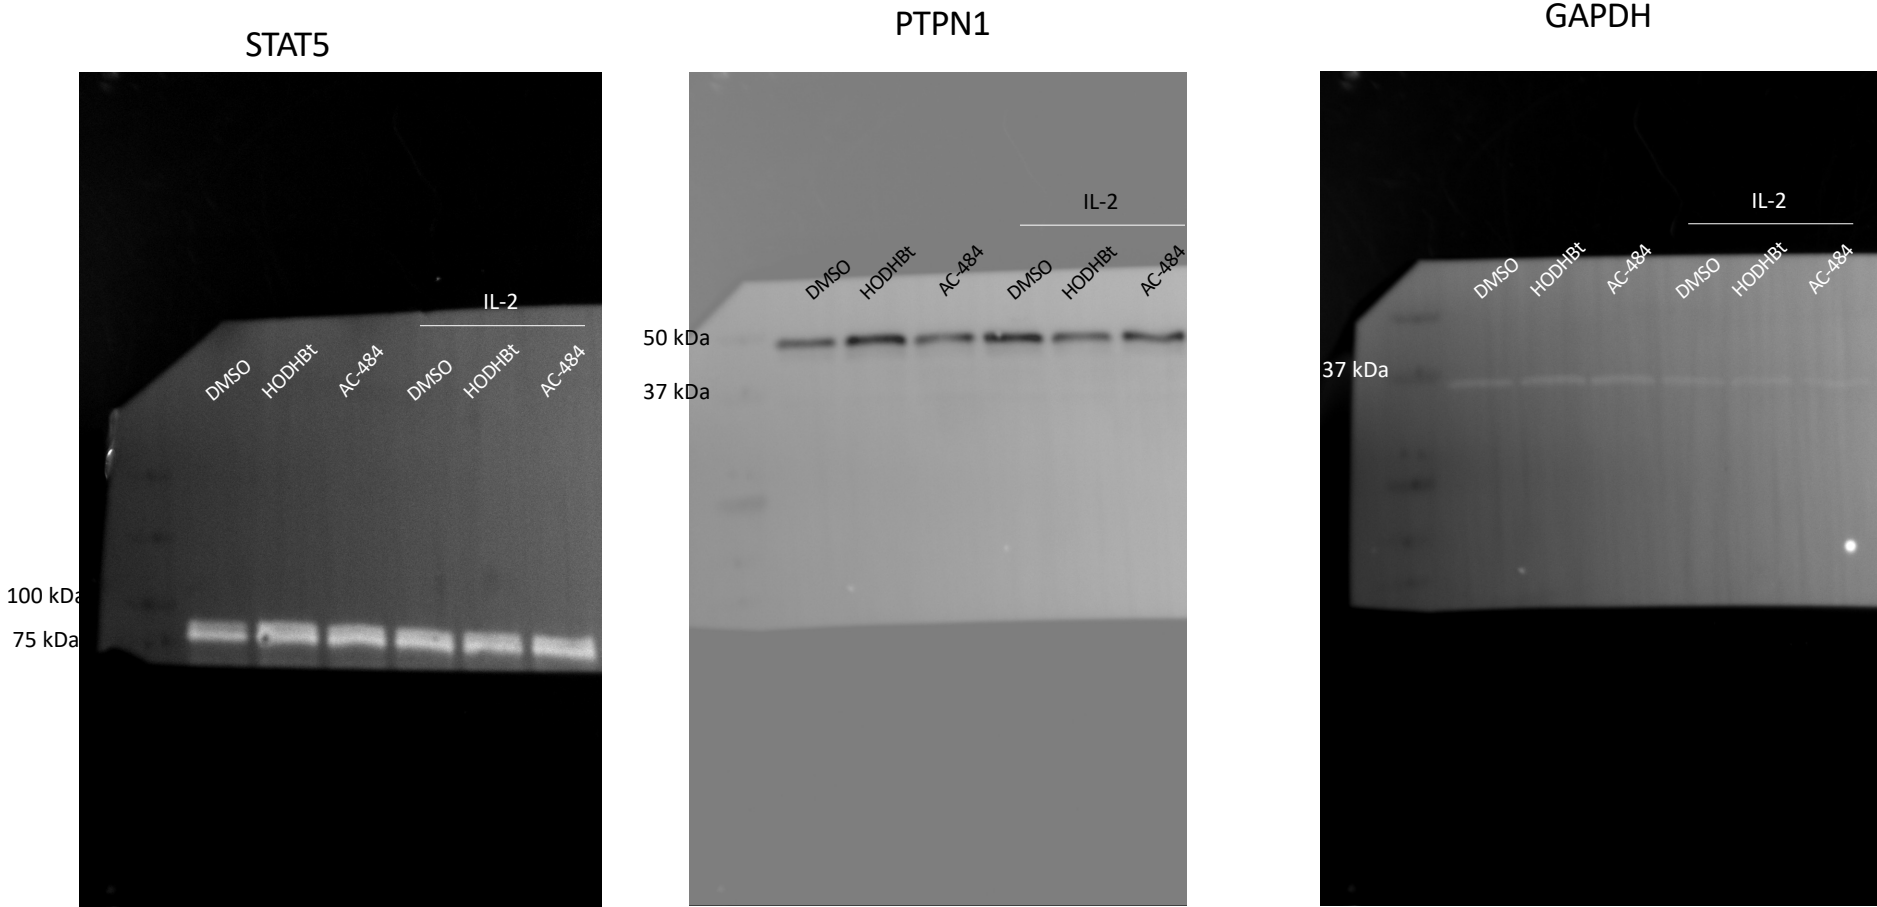 STAT5
PTPN1
GAPDH
IL-2
DMSO HODHBt AC-484 DMSO HODHBt AC-484
100 kDa
75 kDa
IL-2
DMSO HODHBt AC-484 DMSO HODHBt AC-484
50 kDa
37 kDa
IL-2
DMSO HODHBt AC-484 DMSO HODHBt AC-484
37 kDa